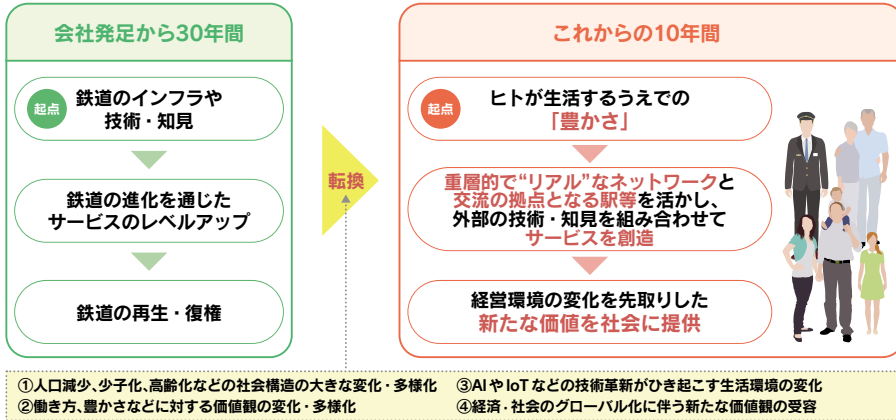 会社発足から30年間
起点
鉄道のインフラや
技術・知見
鉄道の進化を通じた
サービスのレベルアップ
鉄道の再生・復権
転換
これからの10年間
起点
ヒトが生活するうえでの
「豊かさ」
重層的で“リアル”なネットワークと
交流の拠点となる駅等を活かし、
外部の技術・知見を組み合わせて
サービスを創造
経営環境の変化を先取りした
新たな価値を社会に提供
①人口減少、少子化、高齢化などの社会構造の大きな変化・多様化
②働き方、豊かさなどに対する価値観の変化・多様化
③AIやIoTなどの技術革新がひき起こす生活環境の変化
④経済・社会のグローバル化に伴う新たな価値観の受容